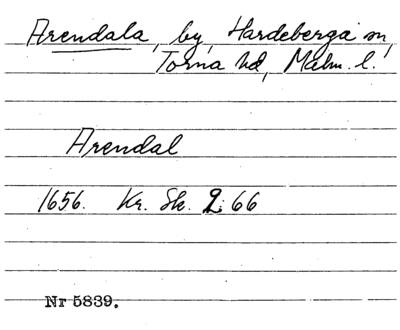 Arendala, by, Hardeberga sn,
Torna hd, Malm. l.
Arendal
1656. Kr. Sk. 2: 66
Nr 5839.